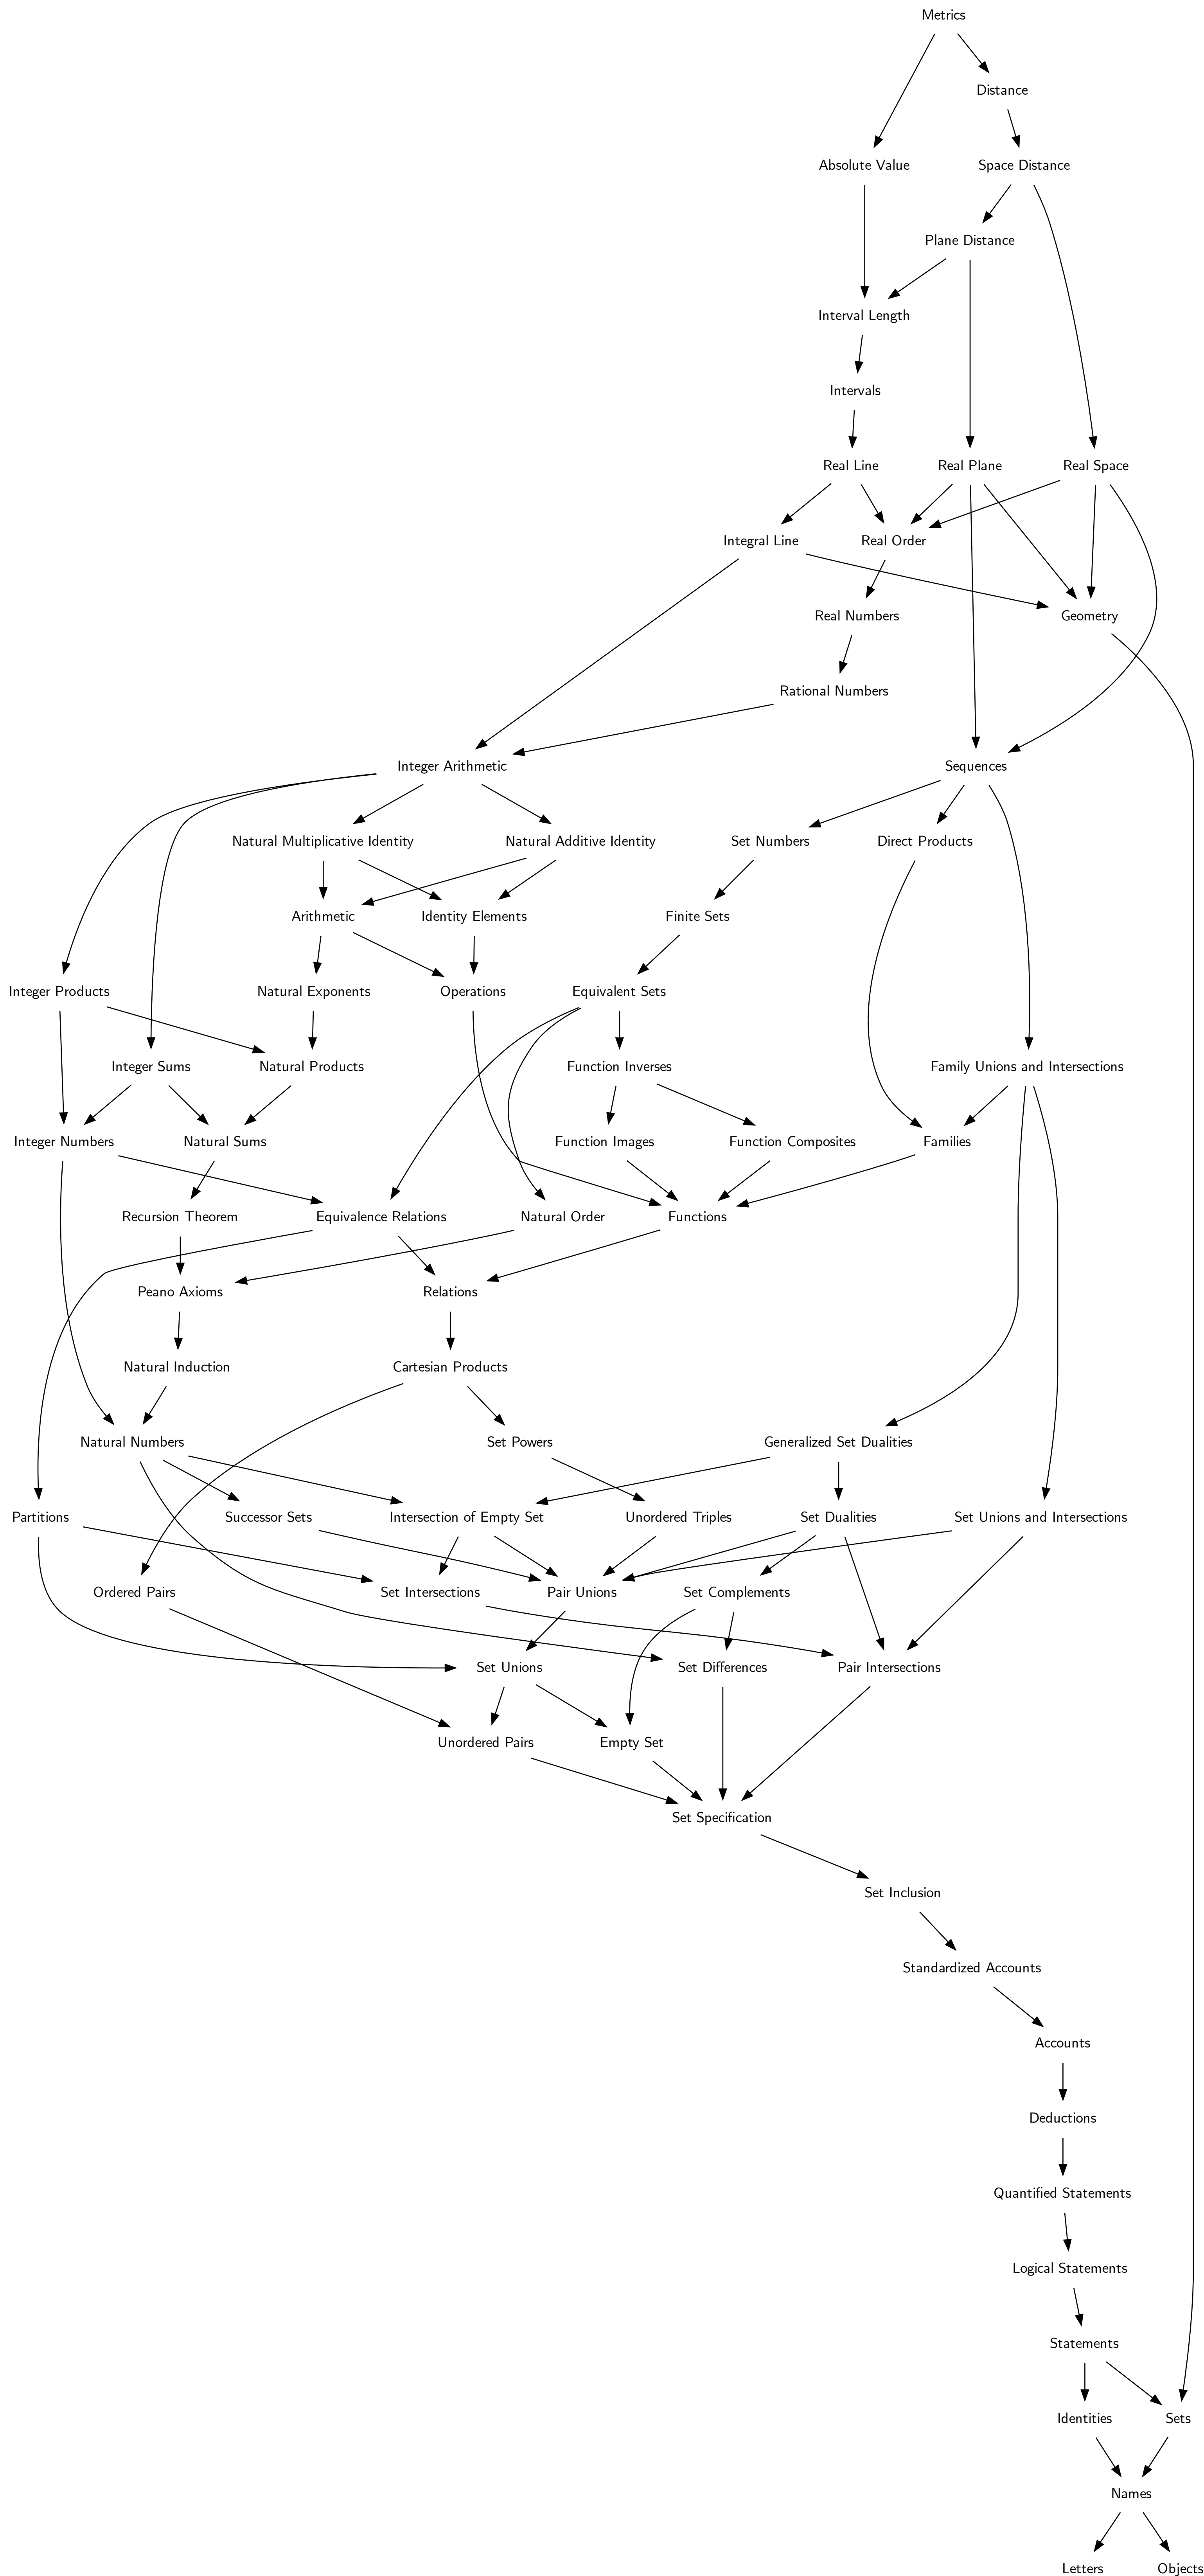 Metrics
Distance
Absolute Value
Space Distance
Plane Distance
Interval Length
Intervals
Real Line
Real Plane
Real Space
Integral Line
Real Order
Real Numbers
Geometry
Rational Numbers
Integer Arithmetic
Sequences
Natural Multiplicative Identity
Natural Additive Identity
Set Numbers
Direct Products
Arithmetic
Identity Elements
Finite Sets
Integer Products
Natural Exponents
Operations
Equivalent Sets
Integer Sums
Natural Products
Function Inverses
Family Unions and Intersections
Integer Numbers
Natural Sums
Function Images
Function Composites
Families
Recursion Theorem
Equivalence Relations
Natural Order
Functions
Peano Axioms
Relations
Natural Induction
Cartesian Products
Natural Numbers
Set Powers
Generalized Set Dualities
Partitions
Successor Sets
Intersection of Empty Set
Unordered Triples
Set Dualities
Set Unions and Intersections
Ordered Pairs
Set Intersections
Pair Unions
Set Complements
Set Unions
Set Differences
Pair Intersections
Unordered Pairs
Empty Set
Set Specification
Set Inclusion
Standardized Accounts
Accounts
Deductions
Quantified Statements
Logical Statements
Statements
Identities
Sets
Names
Letters
Objects